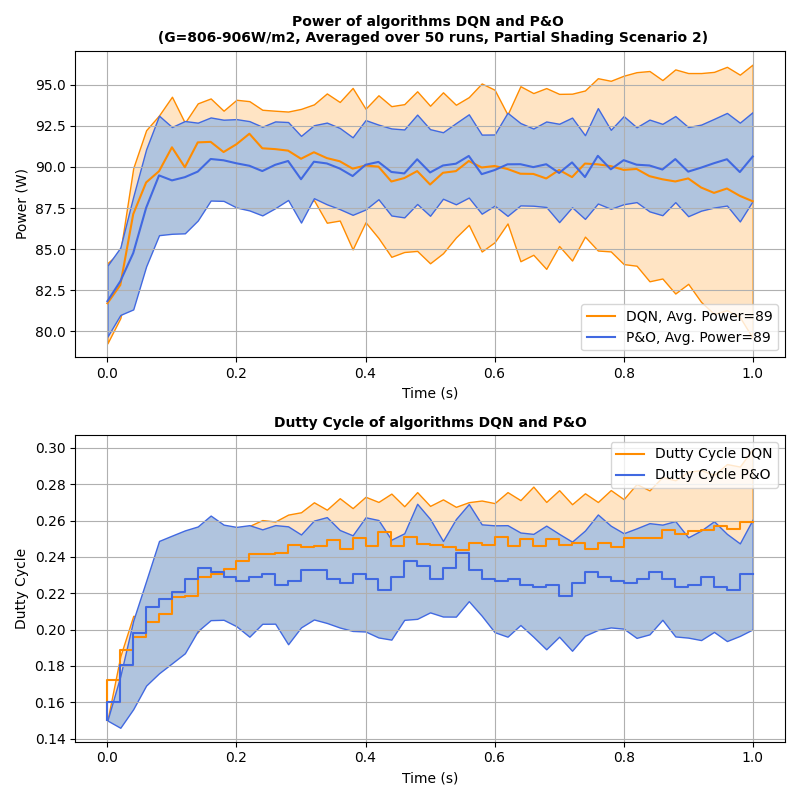 Power of algorithms DQN and P&O
(G=806-906W/m2, Averaged over 50 runs, Partial Shading Scenario 2)
Power (W)
95.0
92.5
90.0
87.5
85.0
82.5
80.0
DQN, Avg. Power=89
P&O, Avg. Power=89
0.0 0.2 0.4 0.6 0.8 1.0
Time (s)
Dutty Cycle of algorithms DQN and P&O
Dutty Cycle
0.30
0.28
0.26
0.24
0.22
0.20
0.18
0.16
0.14
Dutty Cycle DQN
Dutty Cycle P&O
0.0 0.2 0.4 0.6 0.8 1.0
Time (s)